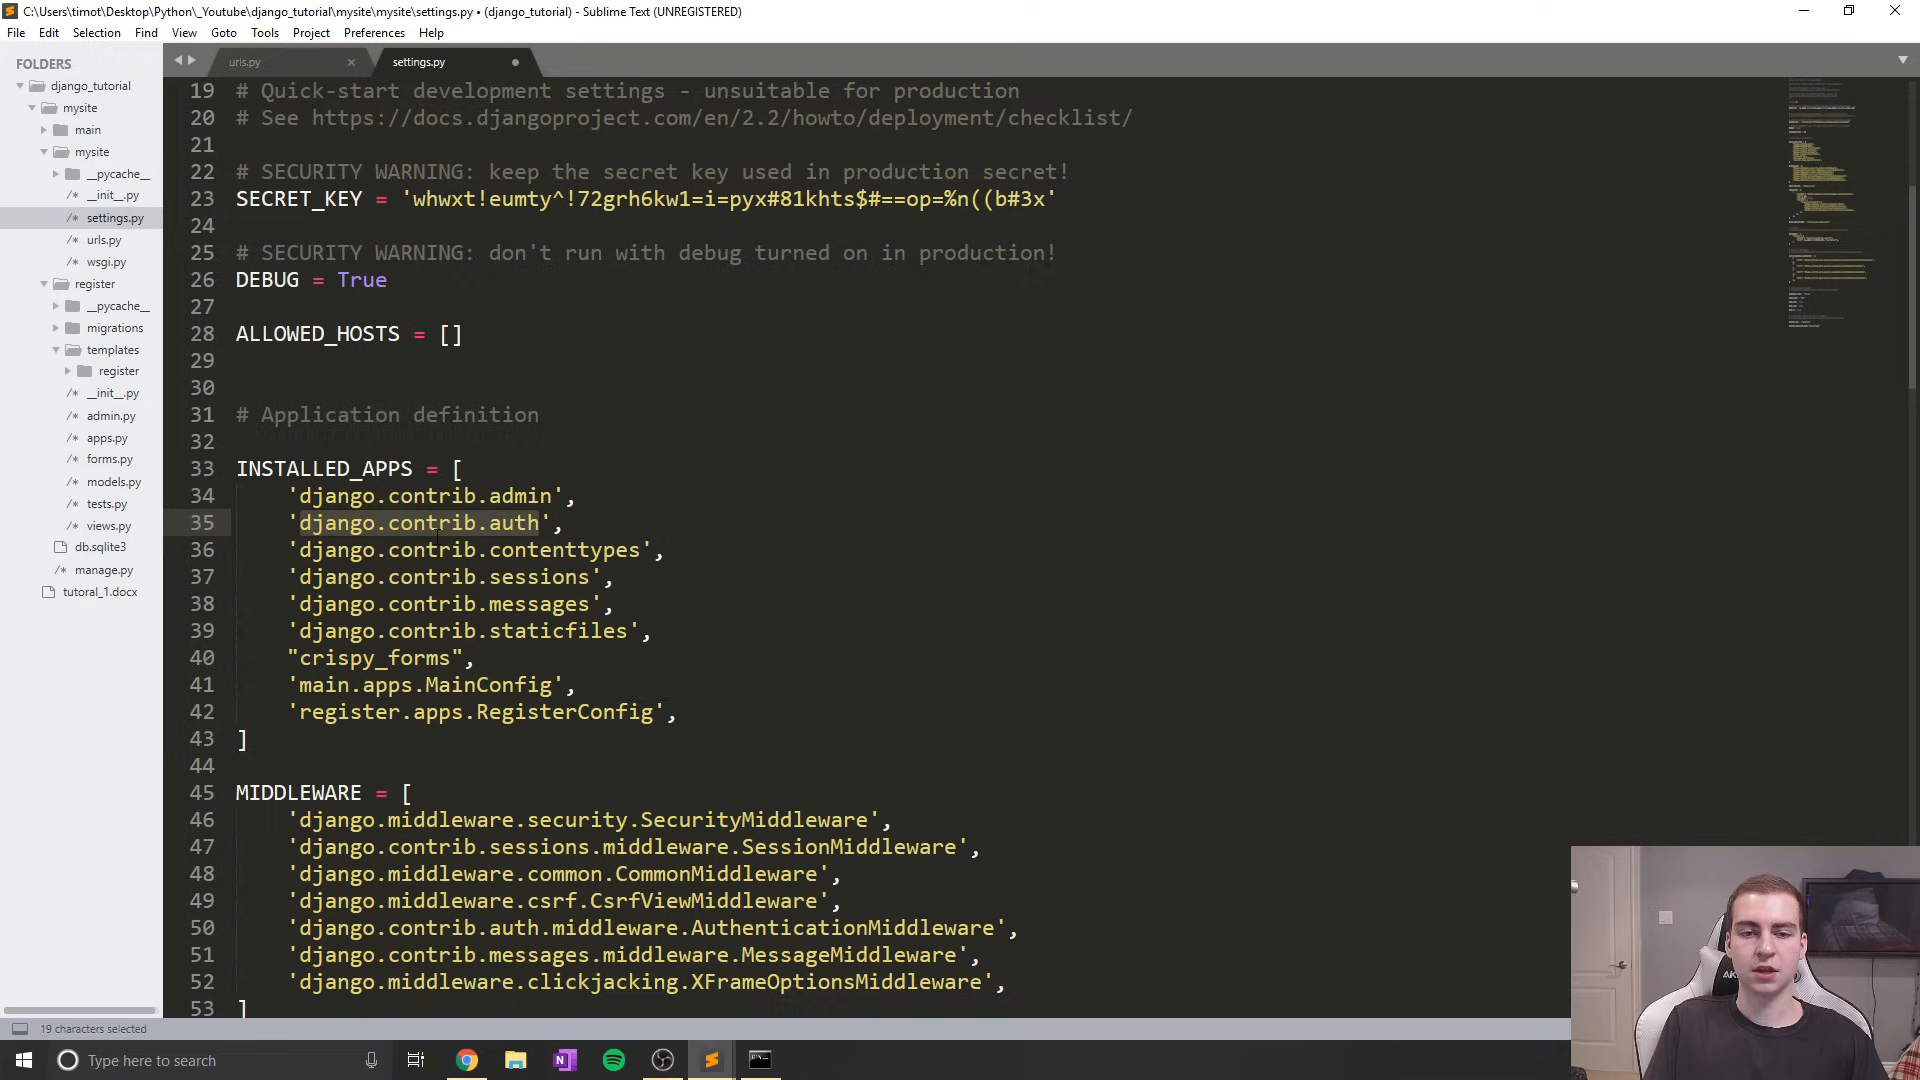 C:\Users\timot\Desktop\Python\_Youtube\django_tutorial\mysite\mysite\settings.py • (django_tutorial) - Sublime Text (UNREGISTERED)
File Edit Selection Find View Goto Tools Project Preferences Help
FOLDERS
django_tutorial
mysite
main
mysite
__pycache__
__init__.py
settings.py
urls.py
wsgi.py
register
__pycache__
migrations
templates
register
__init__.py
admin.py
apps.py
forms.py
models.py
tests.py
views.py
db.sqlite3
manage.py
tutoral_1.docx
urls.py settings.py
19 # Quick-start development settings - unsuitable for production
20 # See https://docs.djangoproject.com/en/2.2/howto/deployment/checklist/
21
22 # SECURITY WARNING: keep the secret key used in production secret!
23 SECRET_KEY = 'whwxt!eumty^!72grh6kw1=i=pyx#81khts$#==op=%n((b#3x'
24
25 # SECURITY WARNING: don't run with debug turned on in production!
26 DEBUG = True
27
28 ALLOWED_HOSTS = []
29
30
31 # Application definition
32
33 INSTALLED_APPS = [
34 'django.contrib.admin',
35 'django.contrib.auth',
36 'django.contrib.contenttypes',
37 'django.contrib.sessions',
38 'django.contrib.messages',
39 'django.contrib.staticfiles',
40 "crispy_forms",
41 'main.apps.MainConfig',
42 'register.apps.RegisterConfig',
43 ]
44
45 MIDDLEWARE = [
46 'django.middleware.security.SecurityMiddleware',
47 'django.contrib.sessions.middleware.SessionMiddleware',
48 'django.middleware.common.CommonMiddleware',
49 'django.middleware.csrf.CsrfViewMiddleware',
50 'django.contrib.auth.middleware.AuthenticationMiddleware',
51 'django.contrib.messages.middleware.MessageMiddleware',
52 'django.middleware.clickjacking.XFrameOptionsMiddleware',
53 ]
19 characters selected
Type here to search